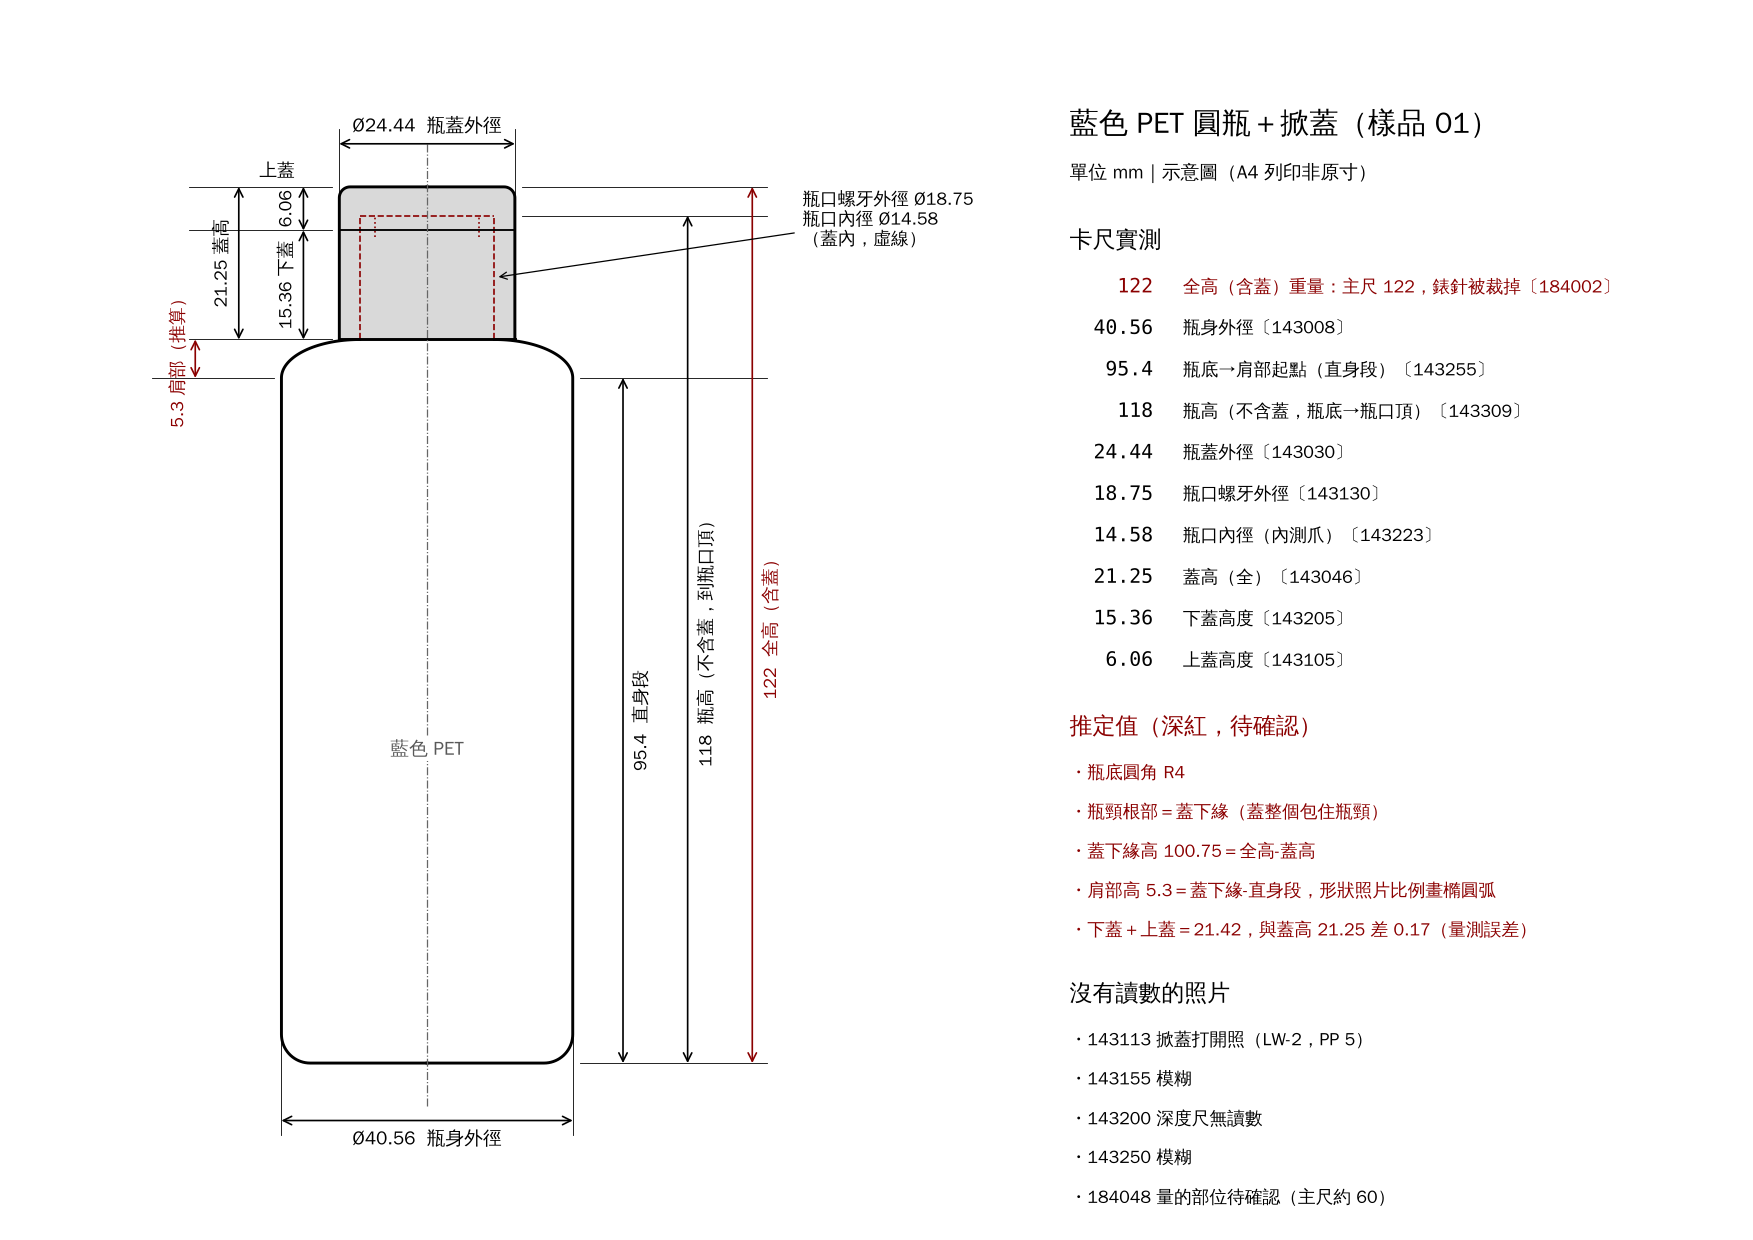 Ø24.44 瓶蓋外徑
上蓋
6.06
21.25 蓋高
15.36 下蓋
5.3 肩部（推算）
瓶口螺牙外徑 Ø18.75
瓶口內徑 Ø14.58
（蓋內，虛線）
95.4 直身段
118 瓶高（不含蓋，到瓶口頂）
122 全高（含蓋）
藍色 PET
Ø40.56 瓶身外徑
藍色 PET 圓瓶＋掀蓋（樣品 01）
單位 mm｜示意圖（A4 列印非原寸）
卡尺實測
122 全高（含蓋）重量：主尺 122，錶針被裁掉〔184002〕
40.56 瓶身外徑〔143008〕
95.4 瓶底→肩部起點（直身段）〔143255〕
118 瓶高（不含蓋，瓶底→瓶口頂）〔143309〕
24.44 瓶蓋外徑〔143030〕
18.75 瓶口螺牙外徑〔143130〕
14.58 瓶口內徑（內測爪）〔143223〕
21.25 蓋高（全）〔143046〕
15.36 下蓋高度〔143205〕
6.06 上蓋高度〔143105〕
推定值（深紅，待確認）
・瓶底圓角 R4
・瓶頸根部＝蓋下緣（蓋整個包住瓶頸）
・蓋下緣高 100.75＝全高-蓋高
・肩部高 5.3＝蓋下緣-直身段，形狀照片比例畫橢圓弧
・下蓋＋上蓋＝21.42，與蓋高 21.25 差 0.17（量測誤差）
沒有讀數的照片
・143113 掀蓋打開照（LW-2，PP 5）
・143155 模糊
・143200 深度尺無讀數
・143250 模糊
・184048 量的部位待確認（主尺約 60）